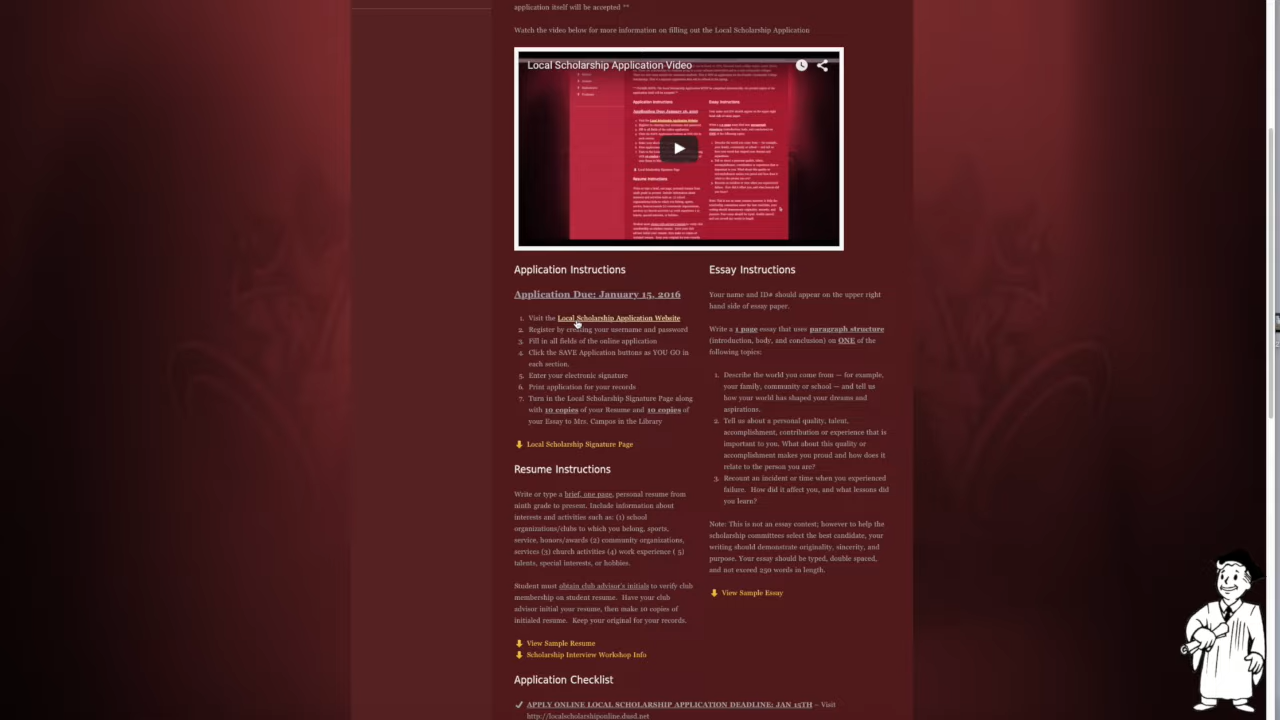 application itself will be accepted **
Watch the video below for more information on filling out the Local Scholarship Application
Local Scholarship Application Video
Application Instructions
Application Due: January 15, 2016
1. Visit the Local Scholarship Application Website
2. Register by creating your username and password
3. Fill in all fields of the online application
4. Click the SAVE Application buttons as YOU GO in
each section.
5. Enter your electronic signature
6. Print application for your records
7. Turn in the Local Scholarship Signature Page along
with 10 copies of your Resume and 10 copies of
your Essay to Mrs. Campos in the Library
Local Scholarship Signature Page
Resume Instructions
Write or type a brief, one page, personal resume from
ninth grade to present. Include information about
interests and activities such as: (1) school
organizations/clubs to which you belong, sports,
service, honors/awards (2) community organizations,
services (3) church activities (4) work experience ( 5)
talents, special interests, or hobbies.
Student must obtain club advisor's initials to verify club
membership on student resume. Have your club
advisor initial your resume, then make 10 copies of
initialed resume. Keep your original for your records.
View Sample Resume
Scholarship Interview Workshop Info
Essay Instructions
Your name and ID# should appear on the upper right
hand side of essay paper.
Write a 1 page essay that uses paragraph structure
(introduction, body, and conclusion) on ONE of the
following topics:
1. Describe the world you come from — for example,
your family, community or school — and tell us
how your world has shaped your dreams and
aspirations.
2. Tell us about a personal quality, talent,
accomplishment, contribution or experience that is
important to you. What about this quality or
accomplishment makes you proud and how does it
relate to the person you are?
3. Recount an incident or time when you experienced
failure. How did it affect you, and what lessons did
you learn?
Note: This is not an essay contest; however to help the
scholarship committees select the best candidate, your
writing should demonstrate originality, sincerity, and
purpose. Your essay should be typed, double spaced,
and not exceed 250 words in length.
View Sample Essay
Application Checklist
APPLY ONLINE LOCAL SCHOLARSHIP APPLICATION DEADLINE: JAN 15TH – Visit
http://localscholarshiponline.dusd.net